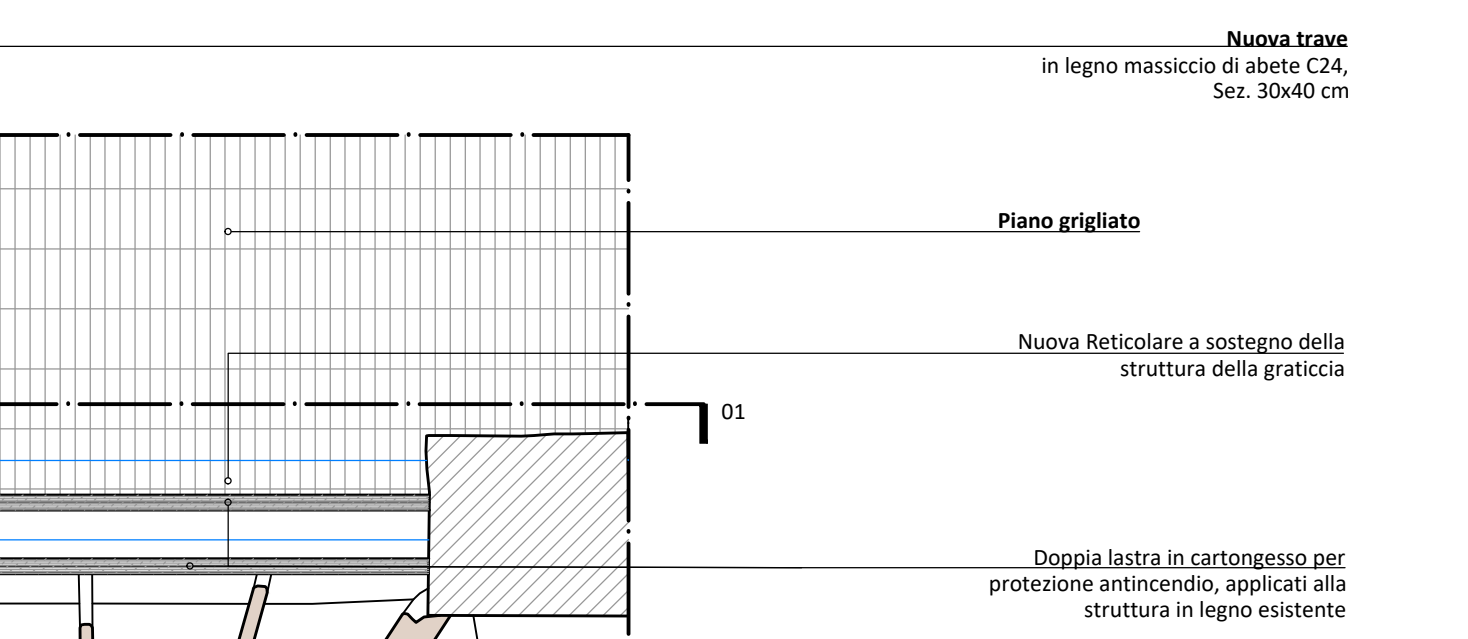 Nuova trave
in legno massiccio di abete C24,
Sez. 30x40 cm
Piano grigliato
Nuova Reticolare a sostegno della
struttura della graticcia
01
Doppia lastra in cartongesso per
protezione antincendio, applicati alla
struttura in legno esistente